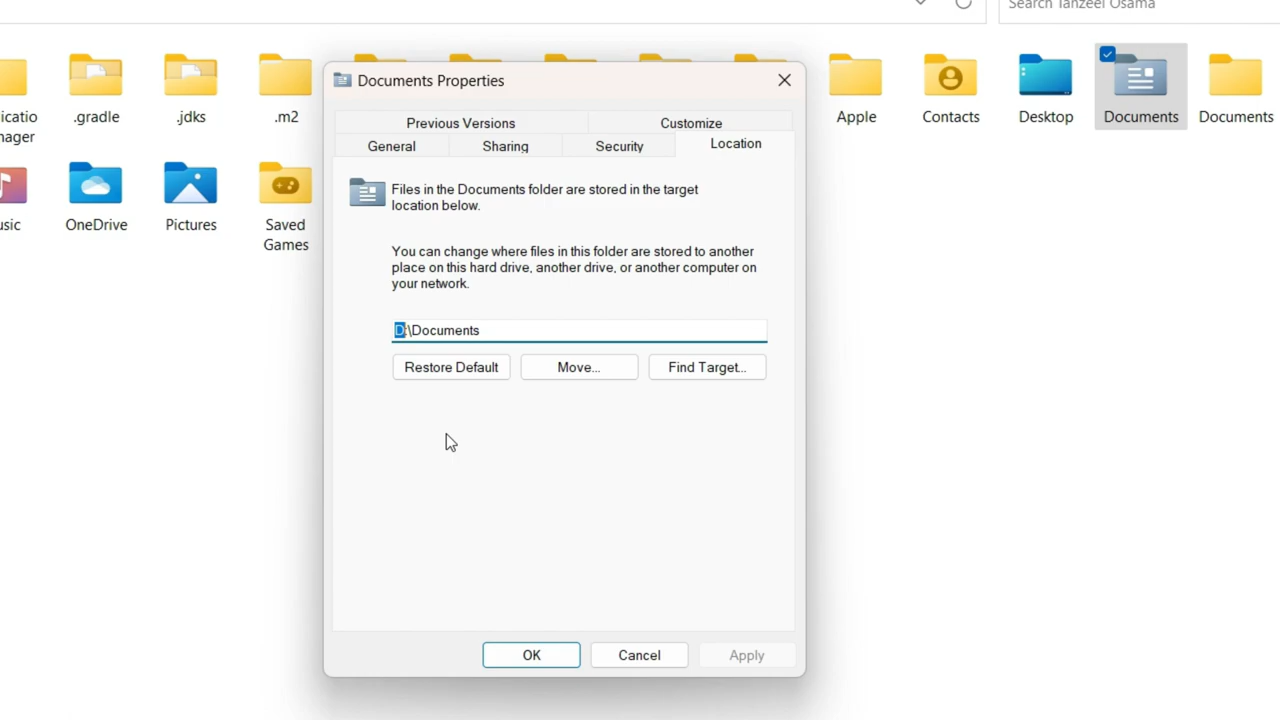 Search Tanzeel Osama
.gradle
.jdks
.m2
Apple
Contacts
Desktop
Documents
Documents
OneDrive
Pictures
Saved
Games
Documents Properties
Previous Versions
Customize
General
Sharing
Security
Location
Files in the Documents folder are stored in the target
location below.
You can change where files in this folder are stored to another
place on this hard drive, another drive, or another computer on
your network.
D:\Documents
Restore Default
Move...
Find Target...
OK
Cancel
Apply